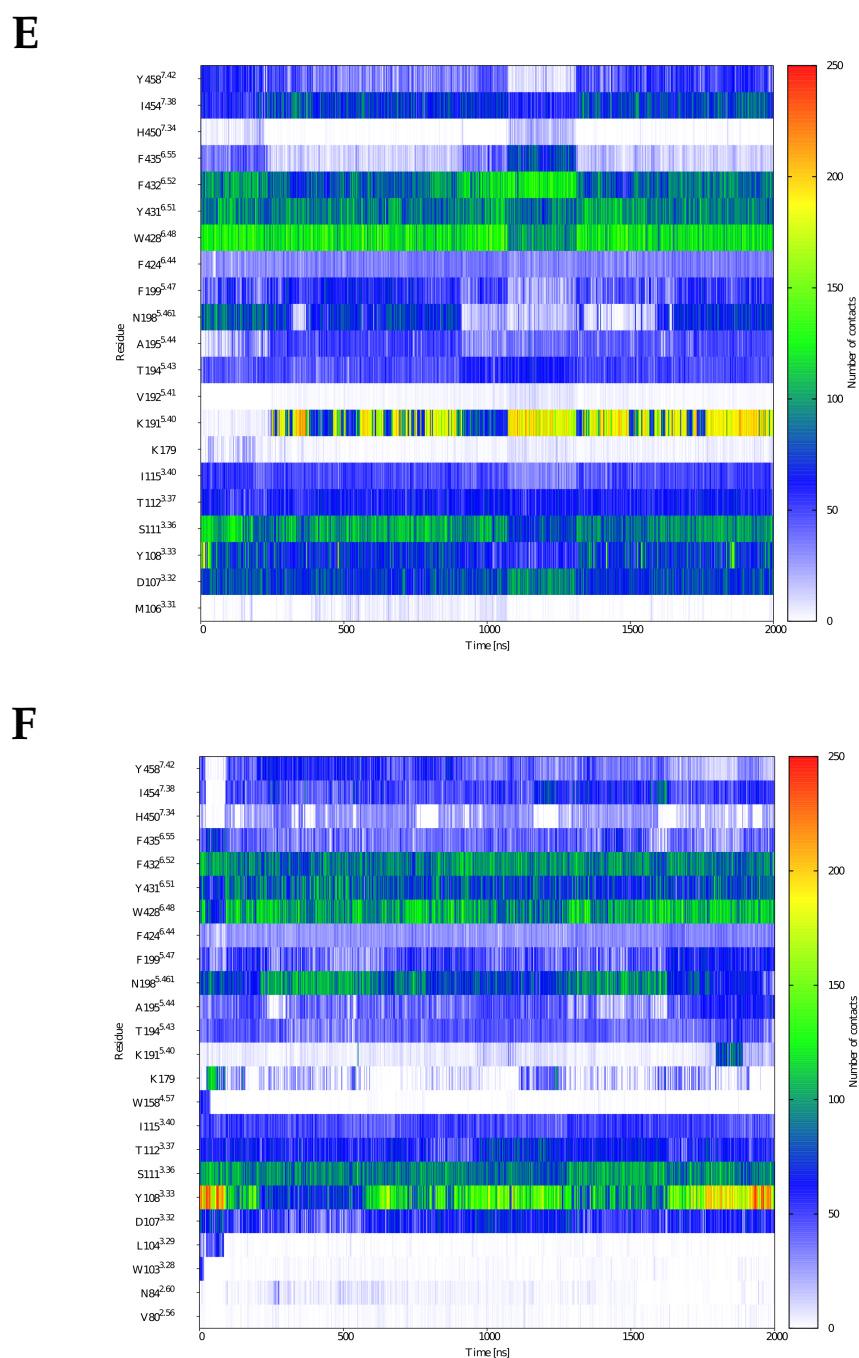 E
Y458^7.42
I454^7.38
H450^7.34
F435^6.55
F432^6.52
Y431^6.51
W428^6.48
F424^6.44
F199^5.47
N198^5.461
A195^5.44
T194^5.43
V192^5.41
K191^5.40
K179
I115^3.40
T112^3.37
S111^3.36
Y108^3.33
D107^3.32
M106^3.31
Residue
0 500 1000 1500 2000
Time [ns]
250
200
150
100
50
0
Number of contacts
F
Y458^7.42
I454^7.38
H450^7.34
F435^6.55
F432^6.52
Y431^6.51
W428^6.48
F424^6.44
F199^5.47
N198^5.461
A195^5.44
T194^5.43
K191^5.40
K179
W158^4.57
I115^3.40
T112^3.37
S111^3.36
Y108^3.33
D107^3.32
L104^3.29
W103^3.28
N84^2.60
V80^2.56
Residue
0 500 1000 1500 2000
Time [ns]
250
200
150
100
50
0
Number of contacts